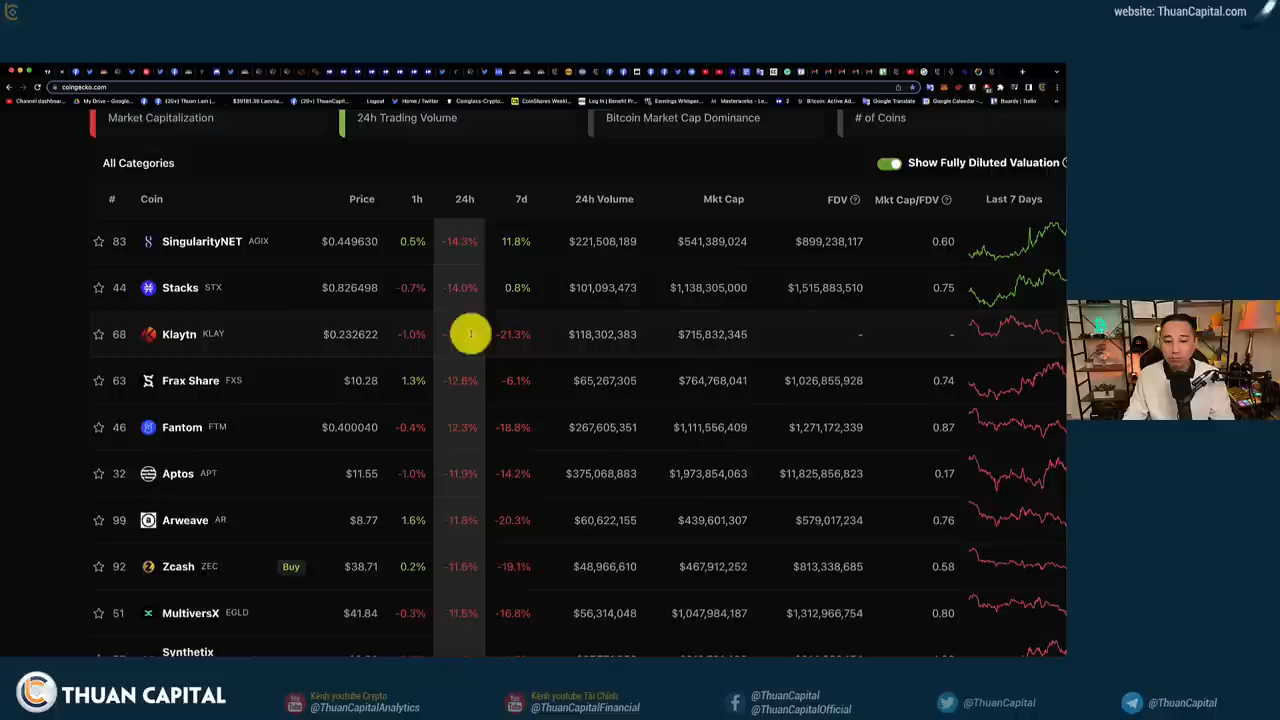 website: ThuanCapital.com
coingecko.com
Market Capitalization 24h Trading Volume Bitcoin Market Cap Dominance # of Coins
All Categories Show Fully Diluted Valuation
# Coin Price 1h 24h 7d 24h Volume Mkt Cap FDV Mkt Cap/FDV Last 7 Days
83 SingularityNET AGIX $0.449630 0.5% -14.3% 11.8% $221,508,189 $541,389,024 $899,238,117 0.60
44 Stacks STX $0.826498 -0.7% -14.0% 0.8% $101,093,473 $1,138,305,000 $1,515,883,510 0.75
68 Klaytn KLAY $0.232622 -1.0% -21.3% $118,302,383 $715,832,345 - -
63 Frax Share FXS $10.28 1.3% -12.6% -6.1% $65,267,305 $764,768,041 $1,026,855,928 0.74
46 Fantom FTM $0.400040 -0.4% 12.3% -18.8% $267,605,351 $1,111,556,409 $1,271,172,339 0.87
32 Aptos APT $11.55 -1.0% -11.9% -14.2% $375,068,883 $1,973,854,063 $11,825,856,823 0.17
99 Arweave AR $8.77 1.6% -11.8% -20.3% $60,622,155 $439,601,307 $579,017,234 0.76
92 Zcash ZEC Buy $38.71 0.2% -11.6% -19.1% $48,966,610 $467,912,252 $813,338,685 0.58
51 MultiversX EGLD $41.84 -0.3% -11.5% -16.8% $56,314,048 $1,047,984,187 $1,312,966,754 0.80
Synthetix
THUAN CAPITAL
Kênh youtube Crypto
@ThuanCapitalAnalytics
Kênh youtube Tài Chính
@ThuanCapitalFinancial
@ThuanCapital
@ThuanCapitalOfficial
@ThuanCapital
@ThuanCapital